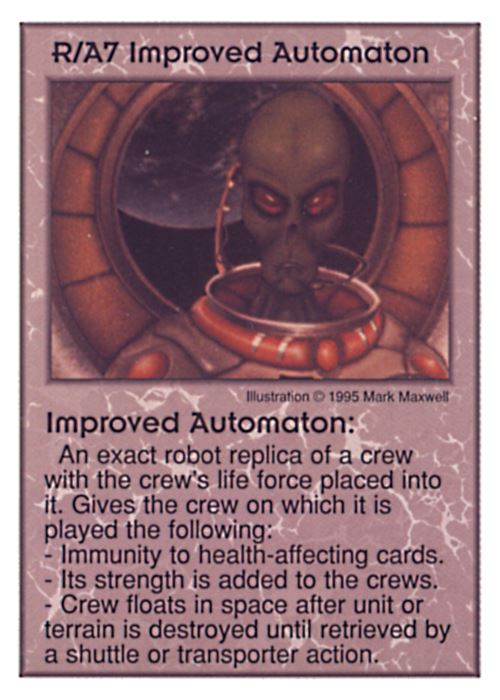 R/A7 Improved Automaton
Illustration © 1995 Mark Maxwell
Improved Automaton:
An exact robot replica of a crew
with the crew's life force placed into
it. Gives the crew on which it is
played the following:
- Immunity to health-affecting cards.
- Its strength is added to the crews.
- Crew floats in space after unit or
terrain is destroyed until retrieved by
a shuttle or transporter action.